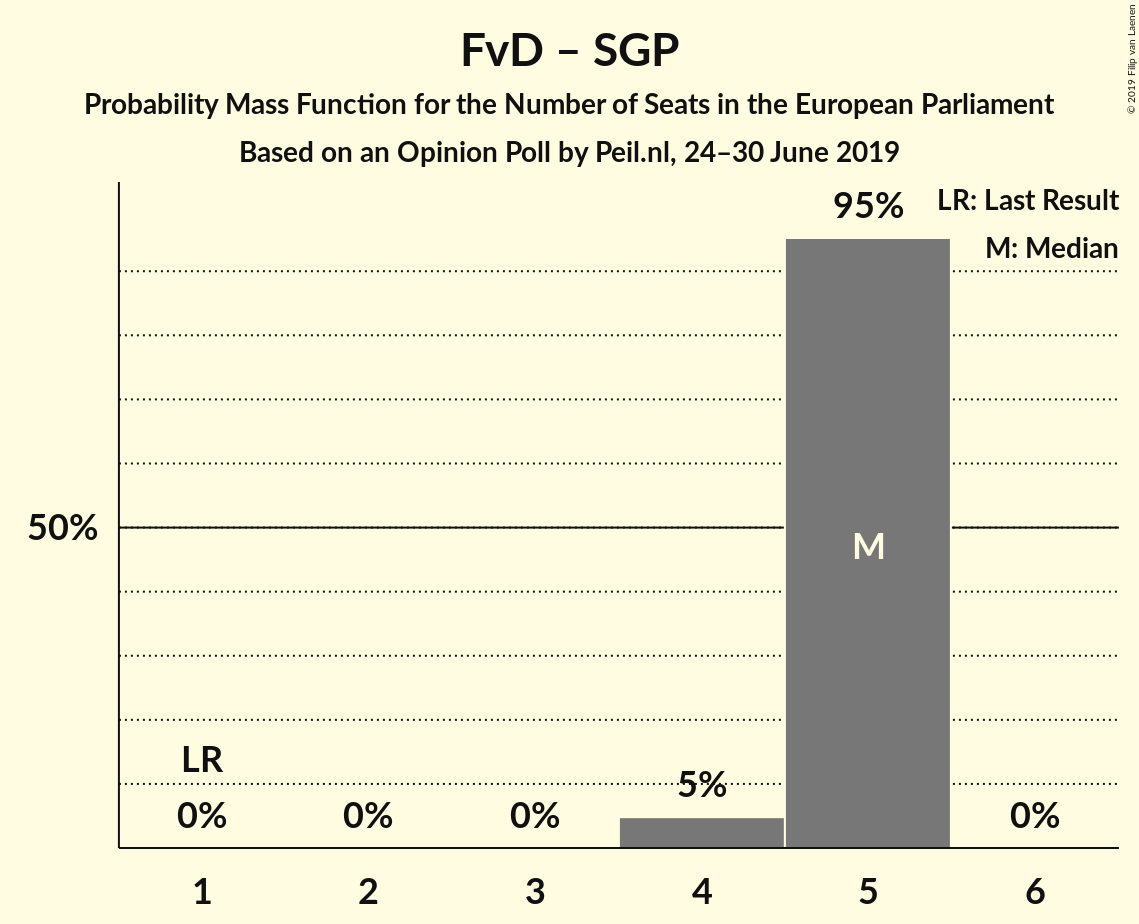 FvD – SGP
Probability Mass Function for the Number of Seats in the European Parliament
Based on an Opinion Poll by Peil.nl, 24–30 June 2019
© 2019 Filip van Laenen
LR: Last Result
M: Median
95%
50%
M
LR
5%
0%
0%
0%
0%
1 2 3 4 5 6